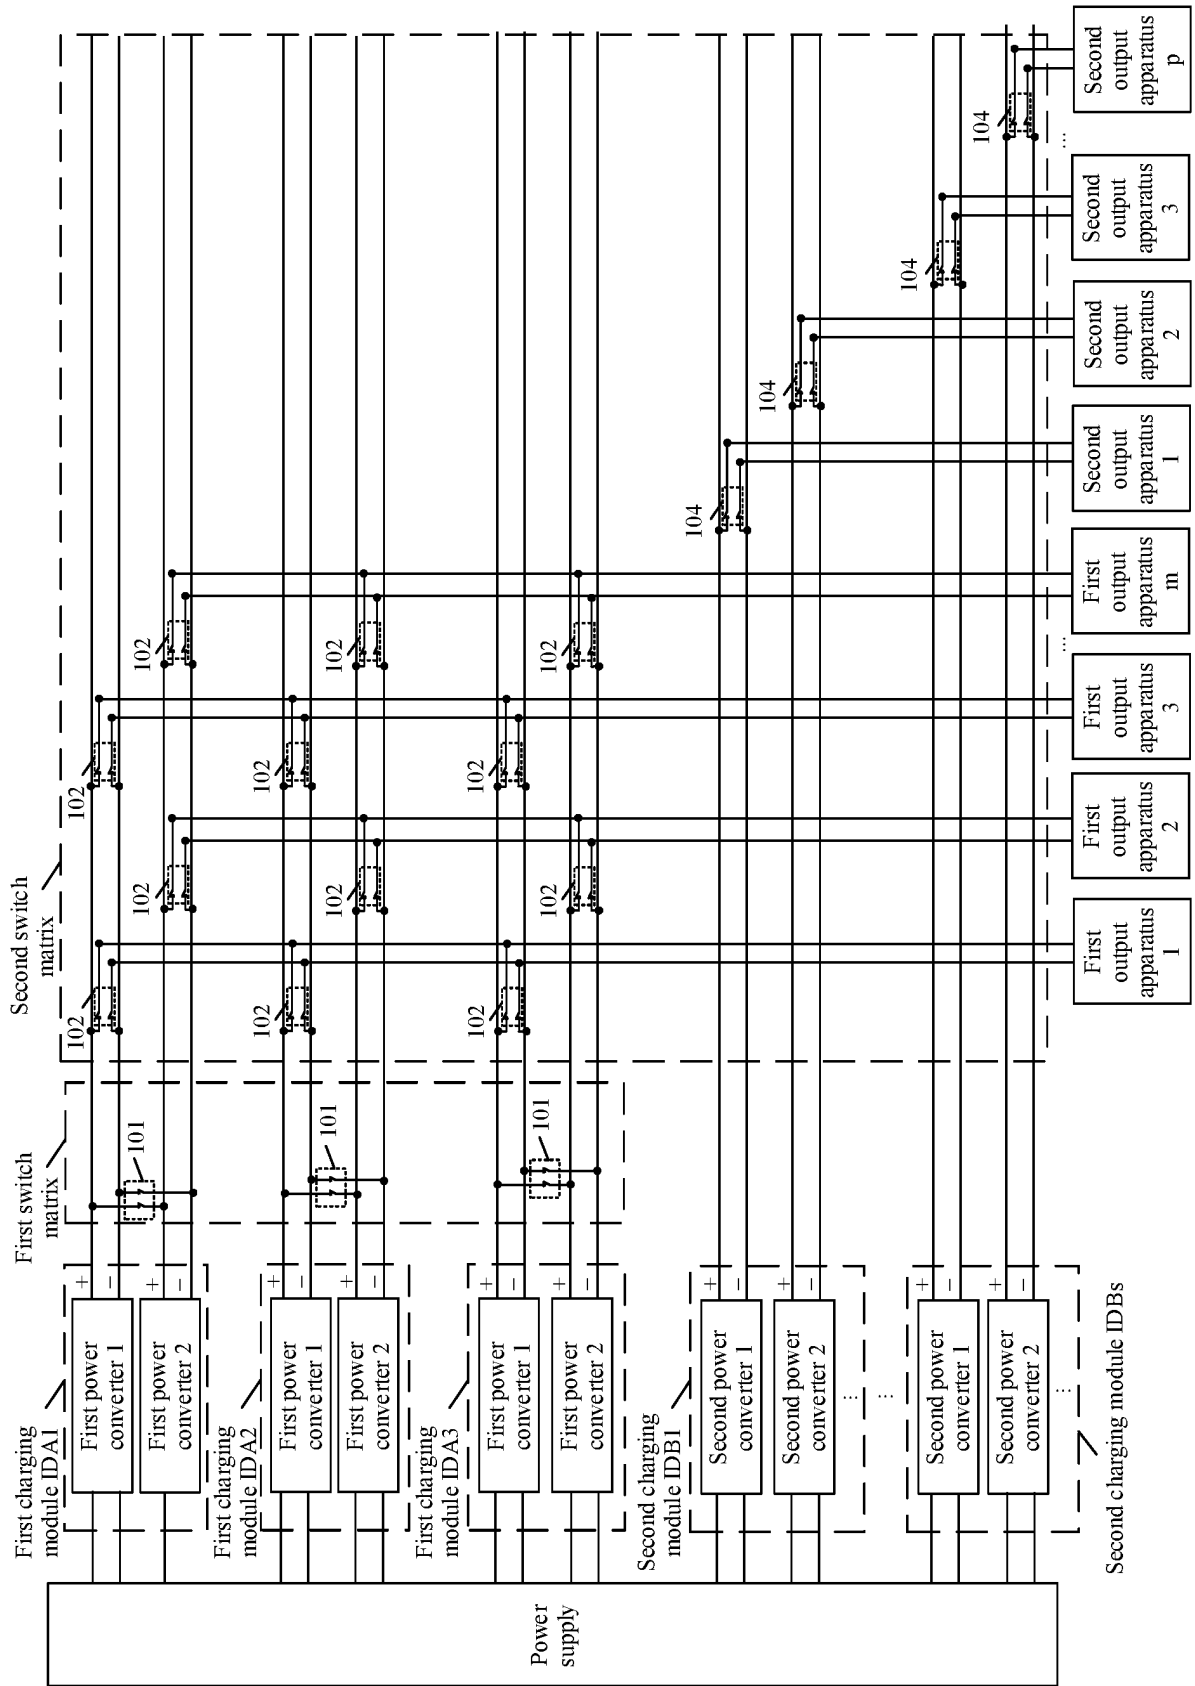 Power
supply
First charging
module IDA1
First power
converter 1
First power
converter 2
+
−
+
−
First charging
module IDA2
First power
converter 1
First power
converter 2
+
−
+
−
First charging
module IDA3
First power
converter 1
First power
converter 2
+
−
+
−
Second charging
module IDB1
Second power
converter 1
Second power
converter 2
+
−
+
−
...
...
Second power
converter 1
Second power
converter 2
+
−
+
−
...
Second charging module IDBs
First switch
matrix
101
101
101
Second switch
matrix
102
102
102
102
102
102
102
102
102
102
102
102
104
104
104
104
First
output
apparatus
1
First
output
apparatus
2
First
output
apparatus
3
...
First
output
apparatus
m
Second
output
apparatus
1
Second
output
apparatus
2
Second
output
apparatus
3
...
Second
output
apparatus
p